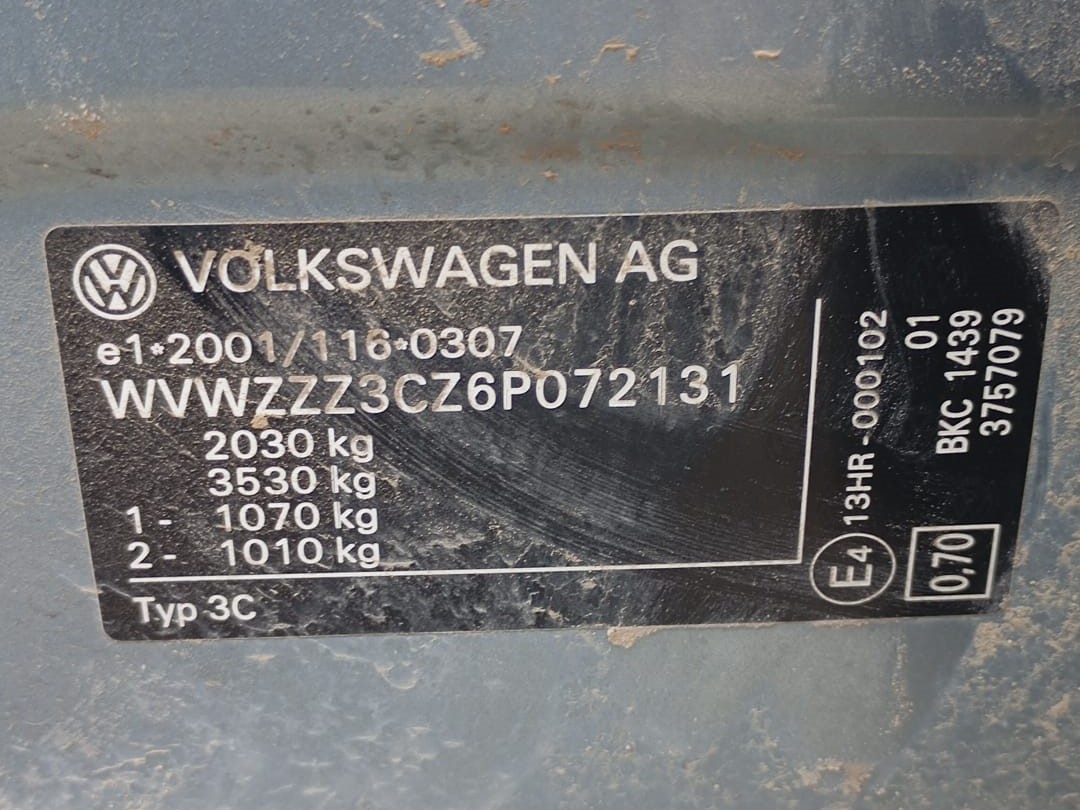 VOLKSWAGEN AG
e1*2001/116*0307
WVWZZZ3CZ6P072131
2030 kg
3530 kg
1 - 1070 kg
2 - 1010 kg
Typ 3C
E4 13HR-000102
01
BKC 1439
3757079
0,70